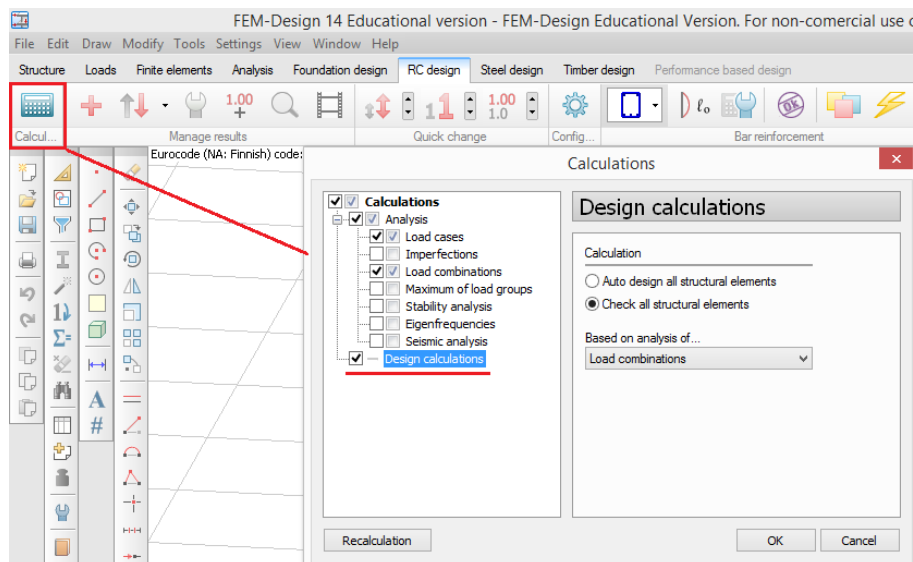 FEM-Design 14 Educational version - FEM-Design Educational Version. For non-comercial use
File Edit Draw Modify Tools Settings View Window Help
Structure Loads Finite elements Analysis Foundation design RC design Steel design Timber design Performance based design
1.00
1 1
1.00
1.0
ℓo
OK
Calcul... Manage results Quick change Config... Bar reinforcement
Eurocode (NA: Finnish) code:
Calculations
Calculations
Analysis
Load cases
Imperfections
Load combinations
Maximum of load groups
Stability analysis
Eigenfrequencies
Seismic analysis
Design calculations
Design calculations
Calculation
Auto design all structural elements
Check all structural elements
Based on analysis of...
Load combinations
Recalculation
OK Cancel
1
Σ=
A
#